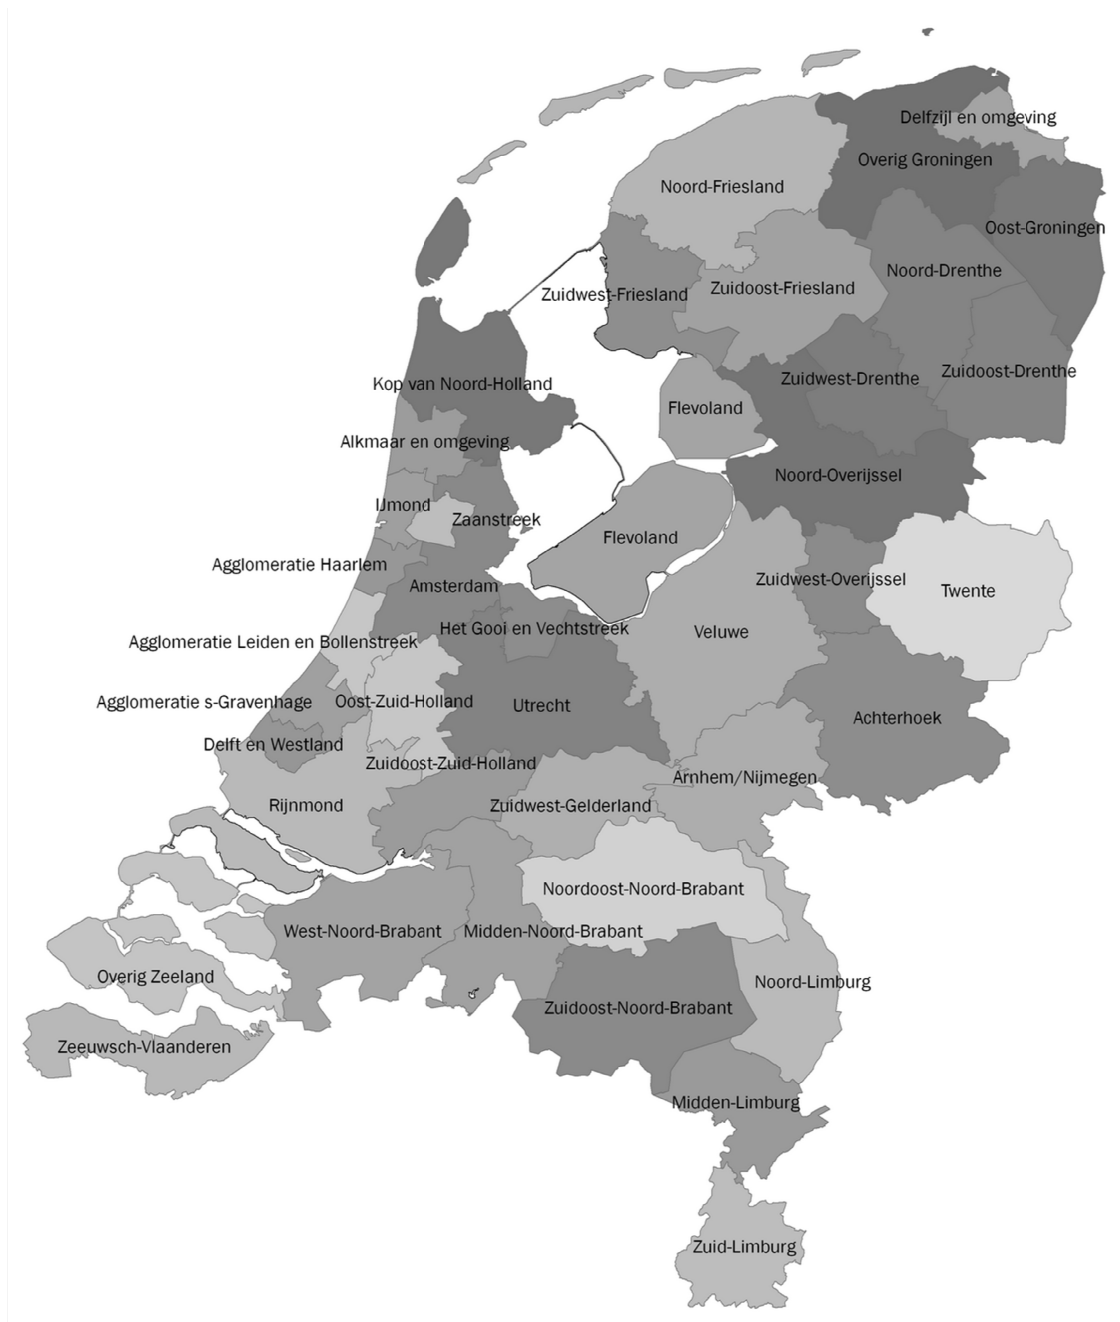 Delfzijl en omgeving
Overig Groningen
Noord-Friesland
Oost-Groningen
Noord-Drenthe
Zuidwest-Friesland
Zuidoost-Friesland
Zuidoost-Drenthe
Zuidwest-Drenthe
Kop van Noord-Holland
Flevoland
Alkmaar en omgeving
Noord-Overijssel
IJmond
Zaanstreek
Flevoland
Agglomeratie Haarlem
Zuidwest-Overijssel
Amsterdam
Twente
Het Gooi en Vechtstreek
Veluwe
Agglomeratie Leiden en Bollenstreek
Agglomeratie s-Gravenhage
Oost-Zuid-Holland
Utrecht
Achterhoek
Delft en Westland
Zuidoost-Zuid-Holland
Arnhem/Nijmegen
Rijnmond
Zuidwest-Gelderland
Noordoost-Noord-Brabant
West-Noord-Brabant
Midden-Noord-Brabant
Overig Zeeland
Noord-Limburg
Zuidoost-Noord-Brabant
Zeeuwsch-Vlaanderen
Midden-Limburg
Zuid-Limburg